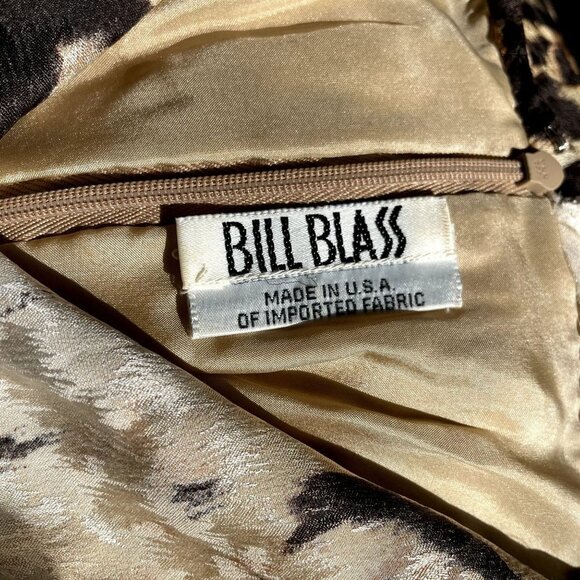 BILL BLASS
MADE IN U.S.A.
OF IMPORTED FABRIC